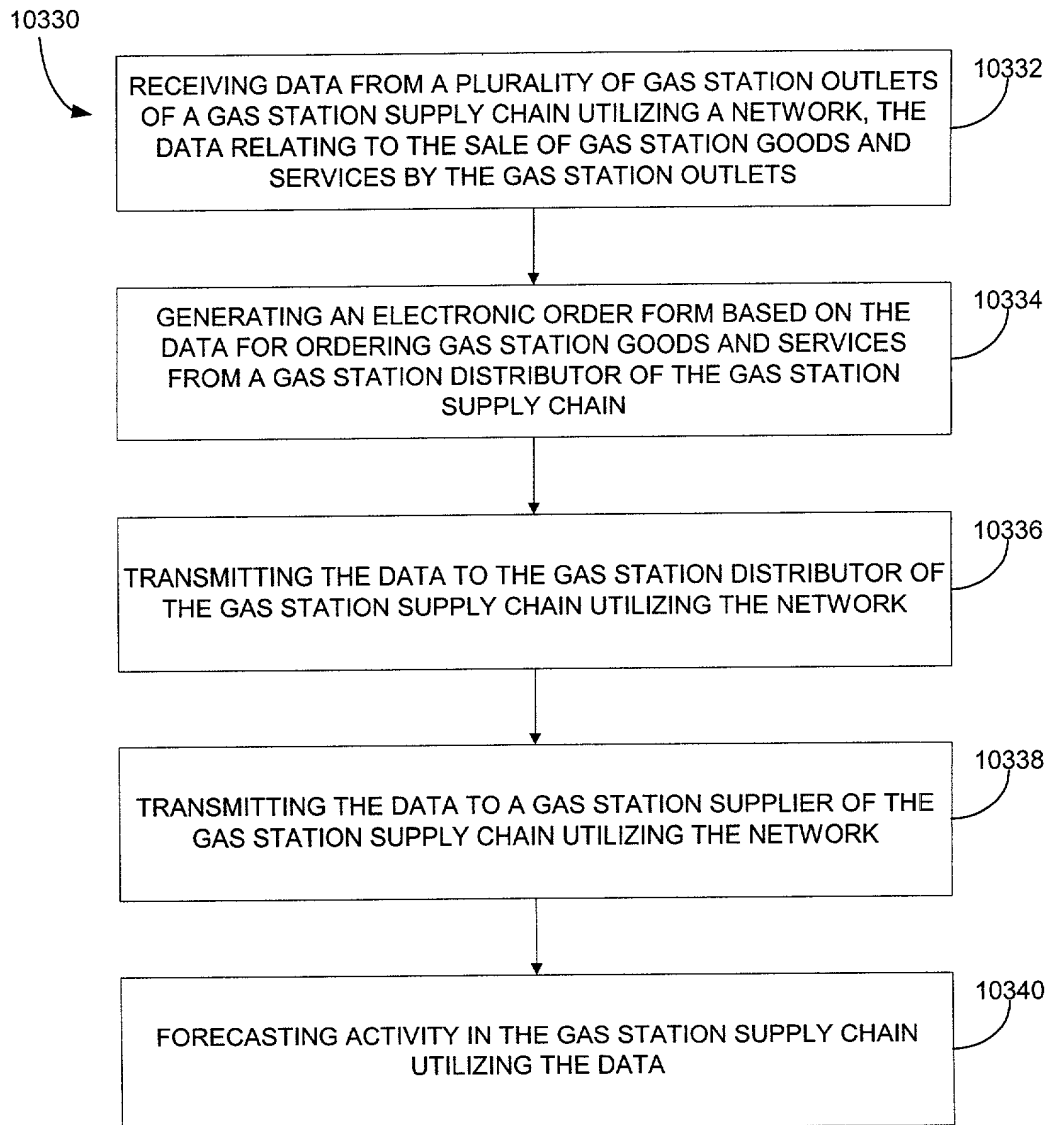 10330
RECEIVING DATA FROM A PLURALITY OF GAS STATION OUTLETS
OF A GAS STATION SUPPLY CHAIN UTILIZING A NETWORK, THE
DATA RELATING TO THE SALE OF GAS STATION GOODS AND
SERVICES BY THE GAS STATION OUTLETS
10332
GENERATING AN ELECTRONIC ORDER FORM BASED ON THE
DATA FOR ORDERING GAS STATION GOODS AND SERVICES
FROM A GAS STATION DISTRIBUTOR OF THE GAS STATION
SUPPLY CHAIN
10334
TRANSMITTING THE DATA TO THE GAS STATION DISTRIBUTOR OF
THE GAS STATION SUPPLY CHAIN UTILIZING THE NETWORK
10336
TRANSMITTING THE DATA TO A GAS STATION SUPPLIER OF THE
GAS STATION SUPPLY CHAIN UTILIZING THE NETWORK
10338
FORECASTING ACTIVITY IN THE GAS STATION SUPPLY CHAIN
UTILIZING THE DATA
10340